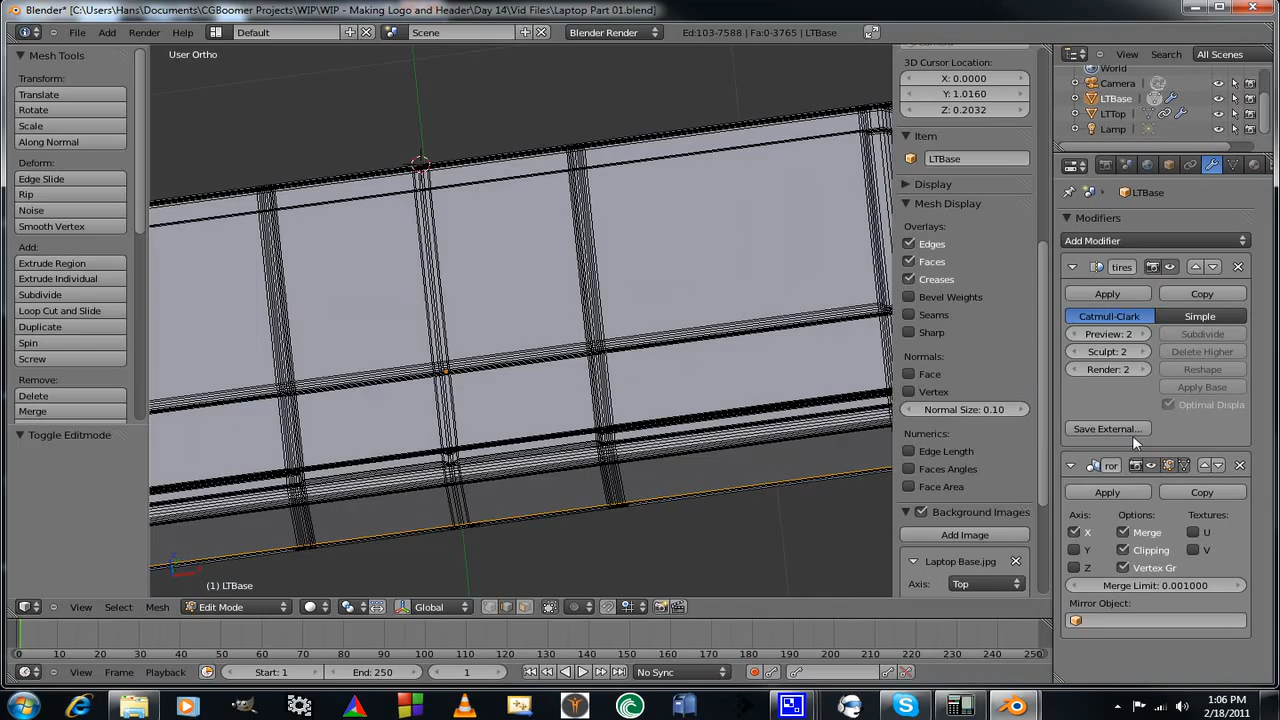 Blender* [C:\Users\Hans\Documents\CGBoomer Projects\WIP\WIP - Making Logo and Header\Day 14\Vid Files\Laptop Part 01.blend]
File Add Render Help Default Scene Blender Render Ed:103-7588 | Fa:0-3765 | LTBase
View Search All Scenes
World
Camera
LTBase
LTTop
Lamp
Mesh Tools
Transform:
Translate
Rotate
Scale
Along Normal
Deform:
Edge Slide
Rip
Noise
Smooth Vertex
Add:
Extrude Region
Extrude Individual
Subdivide
Loop Cut and Slide
Duplicate
Spin
Screw
Remove:
Delete
Merge
Toggle Editmode
User Ortho
(1) LTBase
3D Cursor Location:
X: 0.0000
Y: 1.0160
Z: 0.2032
Item
LTBase
Display
Mesh Display
Overlays:
Edges
Faces
Creases
Bevel Weights
Seams
Sharp
Normals:
Face
Vertex
Normal Size: 0.10
Numerics:
Edge Length
Faces Angles
Face Area
Background Images
Add Image
Laptop Base.jpg
Axis: Top
LTBase
Modifiers
Add Modifier
tires
Apply Copy
Catmull-Clark Simple
Preview: 2 Subdivide
Sculpt: 2 Delete Higher
Render: 2 Reshape
Apply Base
Optimal Displa
Save External...
ror
Apply Copy
Axis: Options: Textures:
X Merge U
Y Clipping V
Z Vertex Gr
Merge Limit: 0.001000
Mirror Object:
View Select Mesh Edit Mode Global
0 10 20 30 40 50 60 70 80 90 100 110 120 130 140 150 160 170 180 190 200 210 220 230 240 250
View Frame Playback Start: 1 End: 250 1 No Sync
1:06 PM
2/18/2011